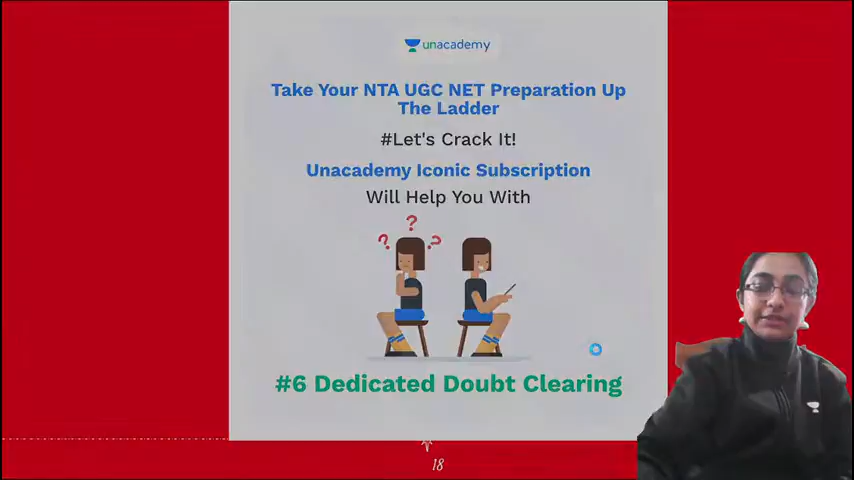 unacademy
Take Your NTA UGC NET Preparation Up
The Ladder
#Let's Crack It!
Unacademy Iconic Subscription
Will Help You With
? ? ?
#6 Dedicated Doubt Clearing
18